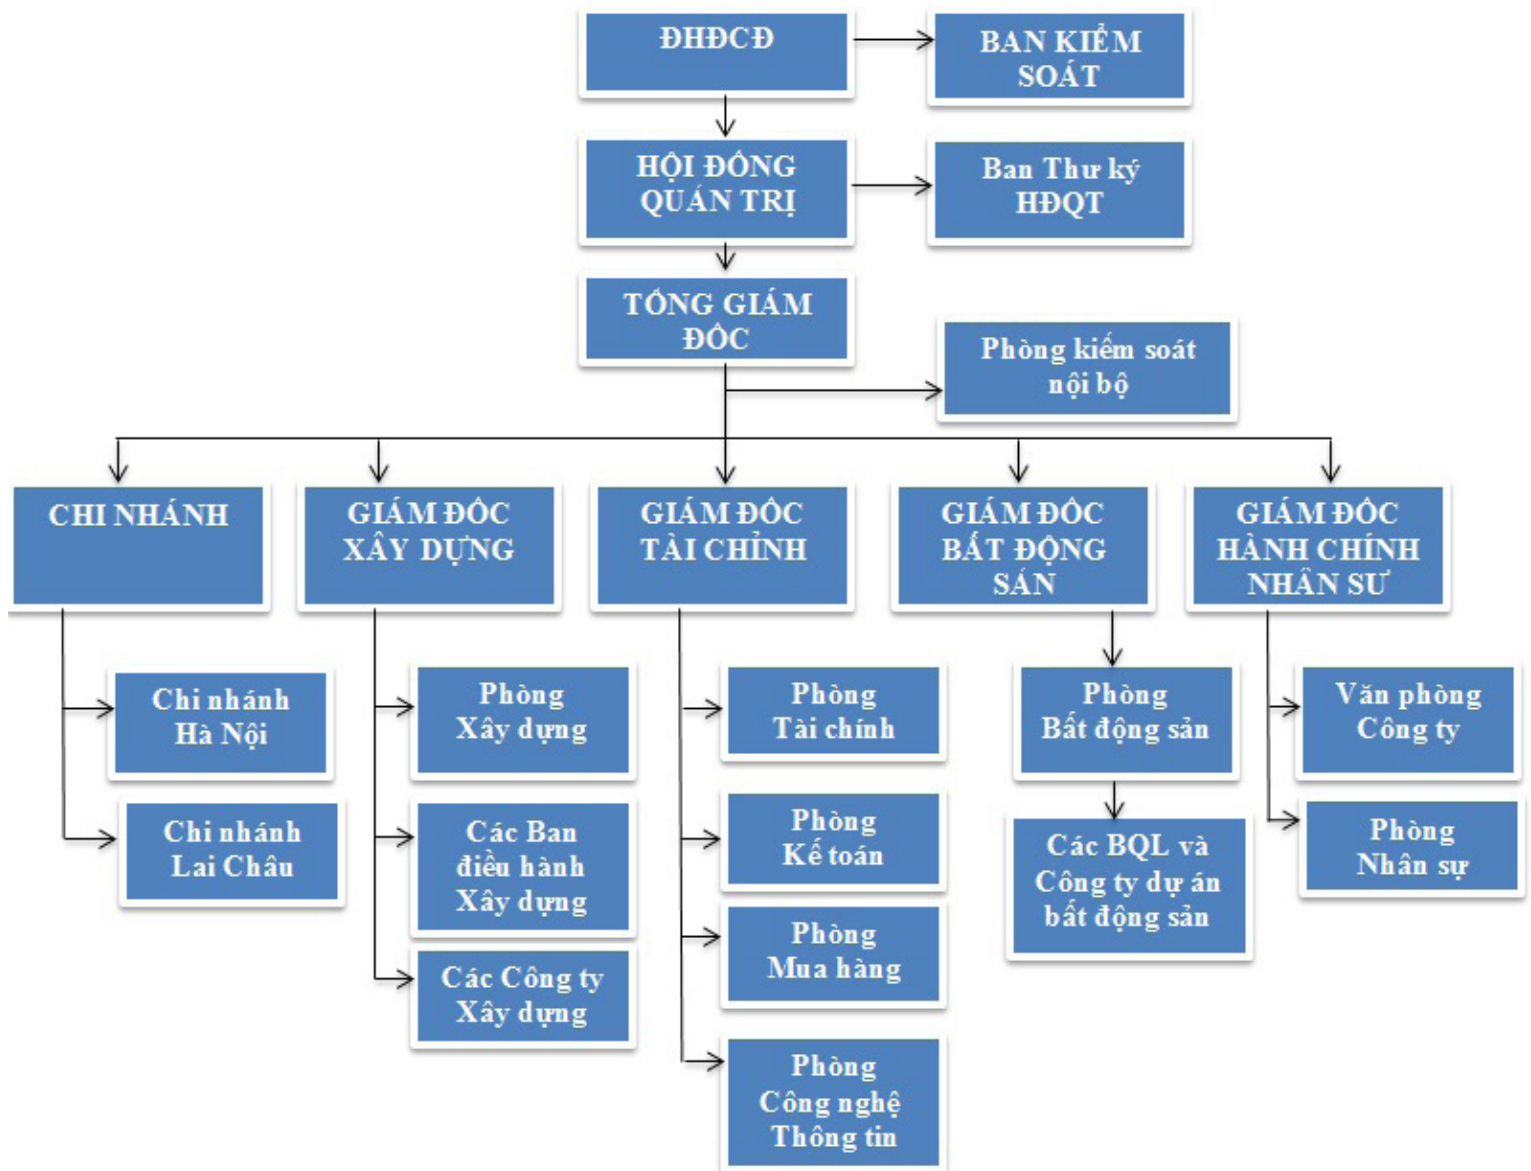 ĐHĐCĐ
BAN KIỂM
SOÁT
HỘI ĐỒNG
QUẢN TRỊ
Ban Thư ký
HĐQT
TỔNG GIÁM
ĐỐC
Phòng kiểm soát
nội bộ
CHI NHÁNH
GIÁM ĐỐC
XÂY DỰNG
GIÁM ĐỐC
TÀI CHỈNH
GIÁM ĐỐC
BẤT ĐỘNG
SẢN
GIÁM ĐỐC
HÀNH CHÍNH
NHÂN SƯ
Chi nhánh
Hà Nội
Chi nhánh
Lai Châu
Phòng
Xây dựng
Các Ban
điều hành
Xây dựng
Các Công ty
Xây dựng
Phòng
Tài chính
Phòng
Kế toán
Phòng
Mua hàng
Phòng
Công nghệ
Thông tin
Phòng
Bất động sản
Các BQL và
Công ty dự án
bất động sản
Văn phòng
Công ty
Phòng
Nhân sự